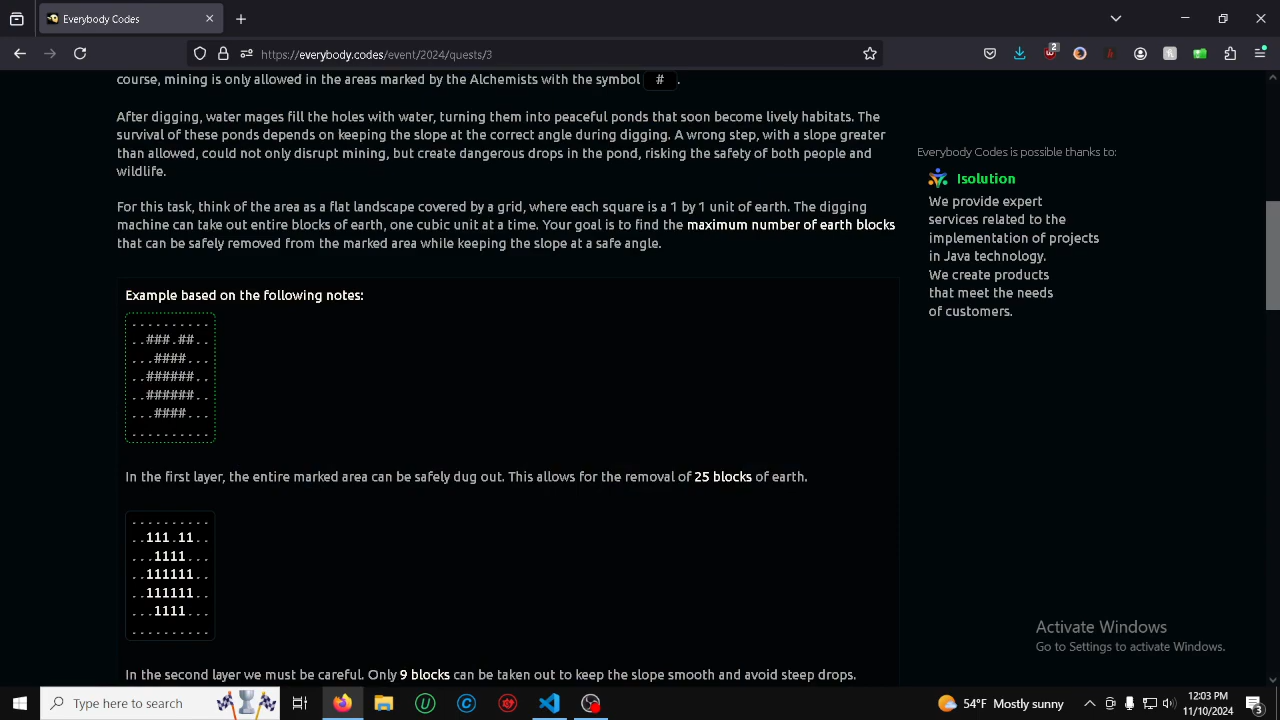 Everybody Codes
https://everybody.codes/event/2024/quests/3
2
course, mining is only allowed in the areas marked by the Alchemists with the symbol # .
After digging, water mages fill the holes with water, turning them into peaceful ponds that soon become lively habitats. The
survival of these ponds depends on keeping the slope at the correct angle during digging. A wrong step, with a slope greater
than allowed, could not only disrupt mining, but create dangerous drops in the pond, risking the safety of both people and
wildlife.
For this task, think of the area as a flat landscape covered by a grid, where each square is a 1 by 1 unit of earth. The digging
machine can take out entire blocks of earth, one cubic unit at a time. Your goal is to find the maximum number of earth blocks
that can be safely removed from the marked area while keeping the slope at a safe angle.
Example based on the following notes:
..........
..###.##..
...####...
..######..
..######..
...####...
..........
In the first layer, the entire marked area can be safely dug out. This allows for the removal of 25 blocks of earth.
..........
..111.11..
...1111...
..111111..
..111111..
...1111...
..........
In the second layer we must be careful. Only 9 blocks can be taken out to keep the slope smooth and avoid steep drops.
Everybody Codes is possible thanks to:
Isolution
We provide expert
services related to the
implementation of projects
in Java technology.
We create products
that meet the needs
of customers.
Activate Windows
Go to Settings to activate Windows.
Type here to search
54°F Mostly sunny
12:03 PM
11/10/2024
3